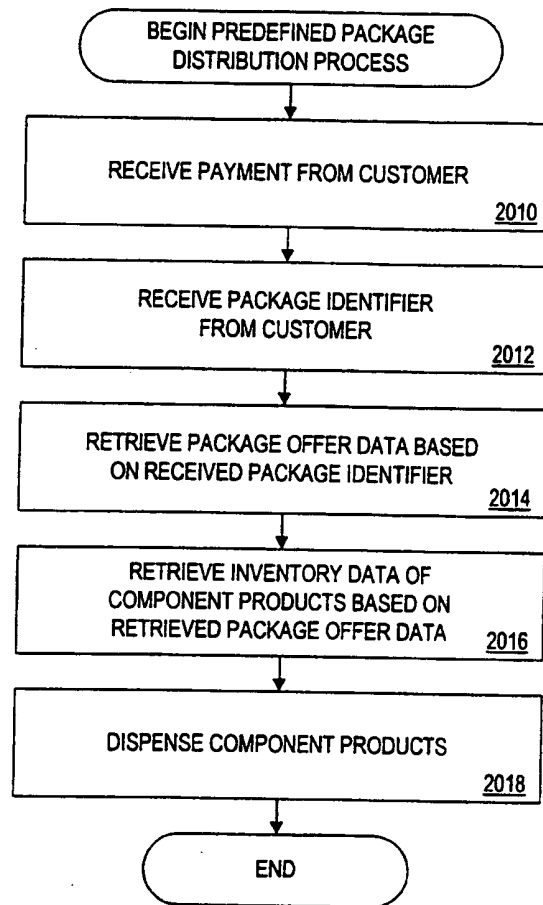 BEGIN PREDEFINED PACKAGE
DISTRIBUTION PROCESS
RECEIVE PAYMENT FROM CUSTOMER
2010
RECEIVE PACKAGE IDENTIFIER
FROM CUSTOMER
2012
RETRIEVE PACKAGE OFFER DATA BASED
ON RECEIVED PACKAGE IDENTIFIER
2014
RETRIEVE INVENTORY DATA OF
COMPONENT PRODUCTS BASED ON
RETRIEVED PACKAGE OFFER DATA
2016
DISPENSE COMPONENT PRODUCTS
2018
END